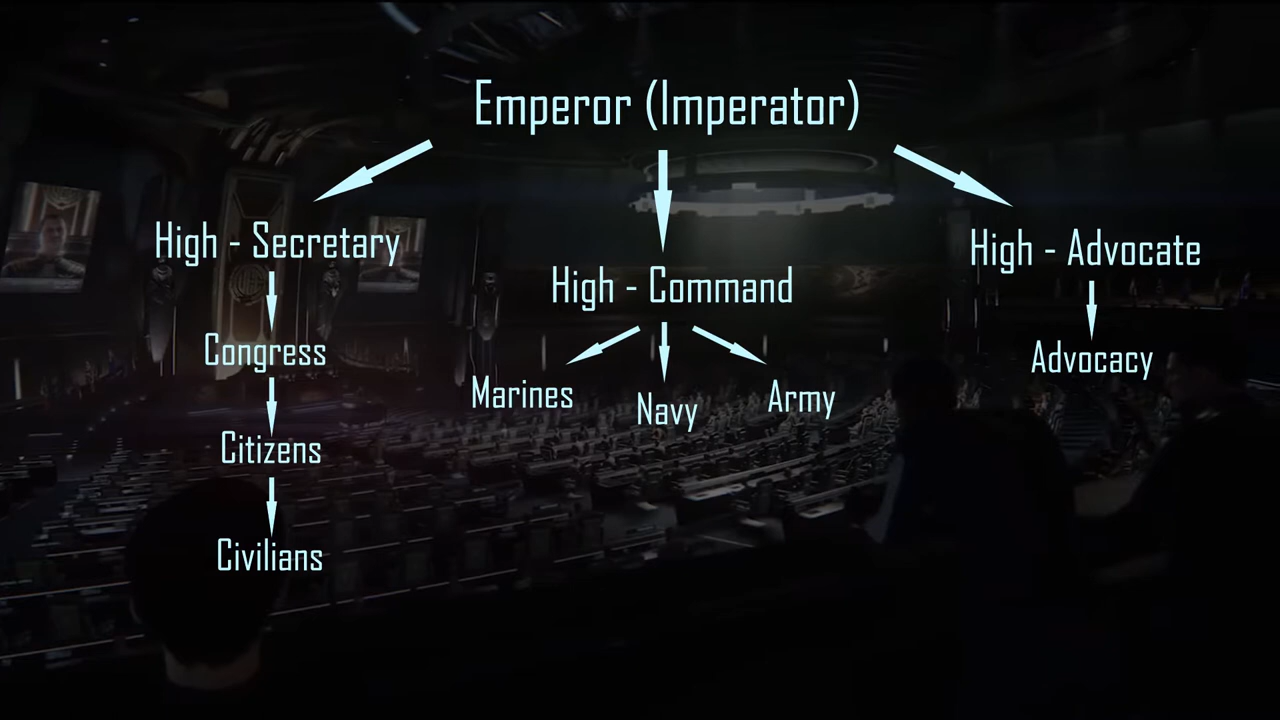 Emperor (Imperator)
High - Secretary
High - Command
High - Advocate
Congress
Marines
Navy
Army
Advocacy
Citizens
Civilians